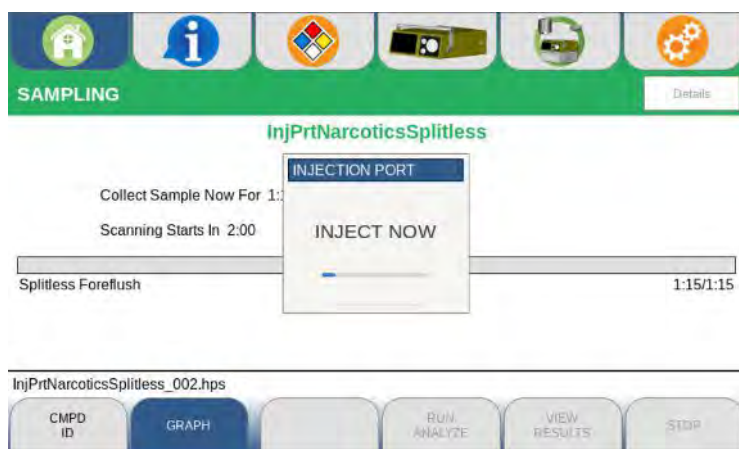 SAMPLING
Details
InjPrtNarcoticsSplitless
INJECTION PORT
Collect Sample Now For 1:
Scanning Starts In 2:00
INJECT NOW
Splitless Foreflush 1:15/1:15
InjPrtNarcoticsSplitless_002.hps
CMPD
ID
GRAPH
RUN
ANALYZE
VIEW
RESULTS
STOP